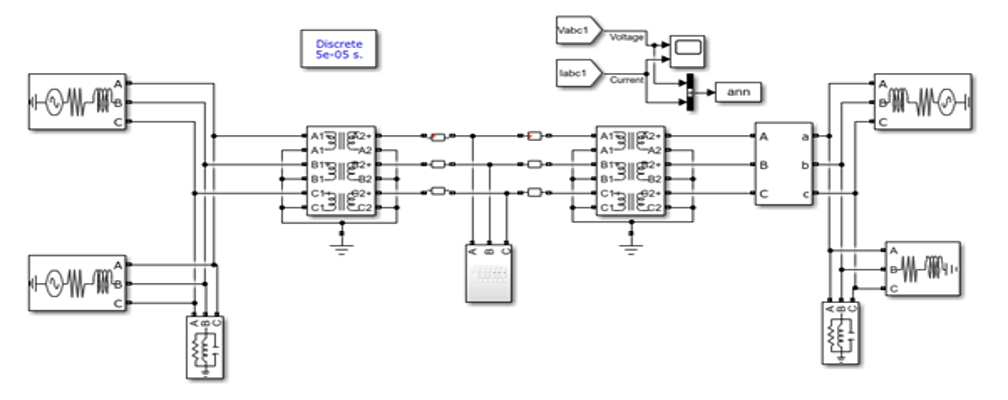 Discrete
5e-05 s.
Vabc1
Voltage
Iabc1
Current
ann
A
B
C
A
B
C
A1+
A1
B1+
B1
C1+
C1
A2+
A2
B2+
B2
C2+
C2
A B C
A1+
A1
B1+
B1
C1+
C1
A2+
A2
B2+
B2
C2+
C2
A
B
C
a
b
c
A
B
C
A
B
C
A B C
A B C